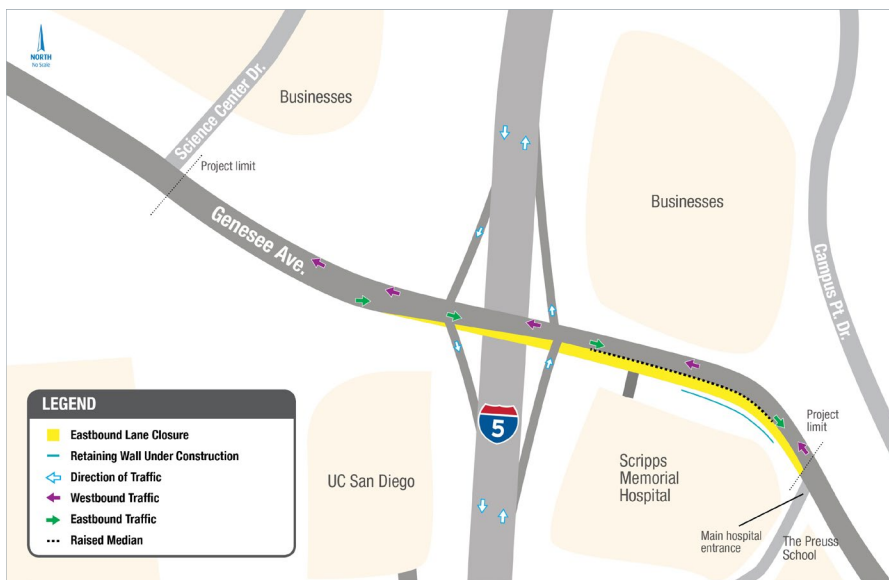 NORTH
No Scale
Science Center Dr.
Businesses
Project limit
Genesee Ave.
Businesses
Campus Pt. Dr.
LEGEND
Eastbound Lane Closure
Retaining Wall Under Construction
Direction of Traffic
Westbound Traffic
Eastbound Traffic
Raised Median
UC San Diego
5
Scripps
Memorial
Hospital
Project
limit
Main hospital
entrance
The Preuss
School